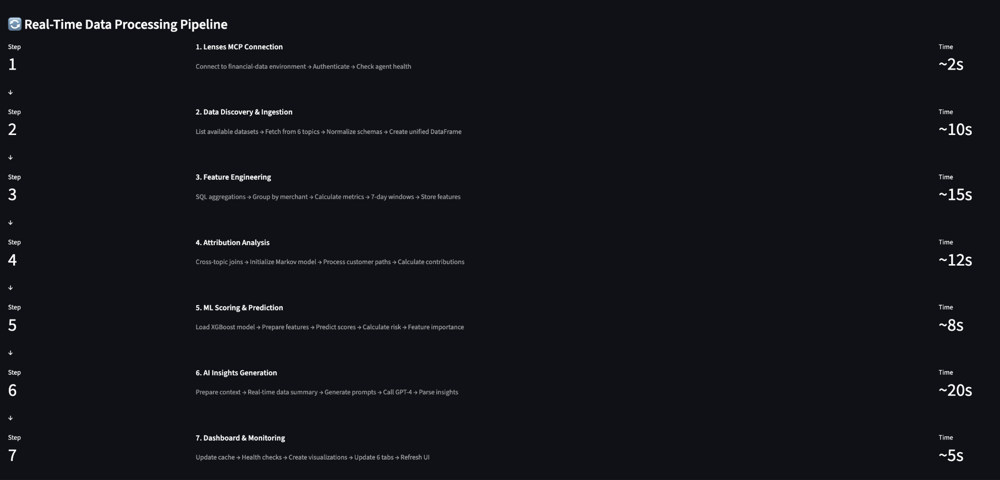 Real-Time Data Processing Pipeline
Step
1. Lenses MCP Connection
Time
1
Connect to financial-data environment → Authenticate → Check agent health
~2s
↓
Step
2. Data Discovery & Ingestion
Time
2
List available datasets → Fetch from 6 topics → Normalize schemas → Create unified DataFrame
~10s
↓
Step
3. Feature Engineering
Time
3
SQL aggregations → Group by merchant → Calculate metrics → 7-day windows → Store features
~15s
↓
Step
4. Attribution Analysis
Time
4
Cross-topic joins → Initialize Markov model → Process customer paths → Calculate contributions
~12s
↓
Step
5. ML Scoring & Prediction
Time
5
Load XGBoost model → Prepare features → Predict scores → Calculate risk → Feature importance
~8s
↓
Step
6. AI Insights Generation
Time
6
Prepare context → Real-time data summary → Generate prompts → Call GPT-4 → Parse insights
~20s
↓
Step
7. Dashboard & Monitoring
Time
7
Update cache → Health checks → Create visualizations → Update 6 tabs → Refresh UI
~5s